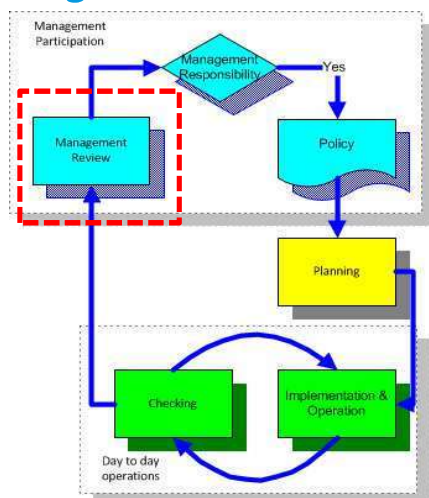 Management
Participation
Management
Responsibility
Yes
Management
Review
Policy
Planning
Checking
Implementation &
Operation
Day to day
operations